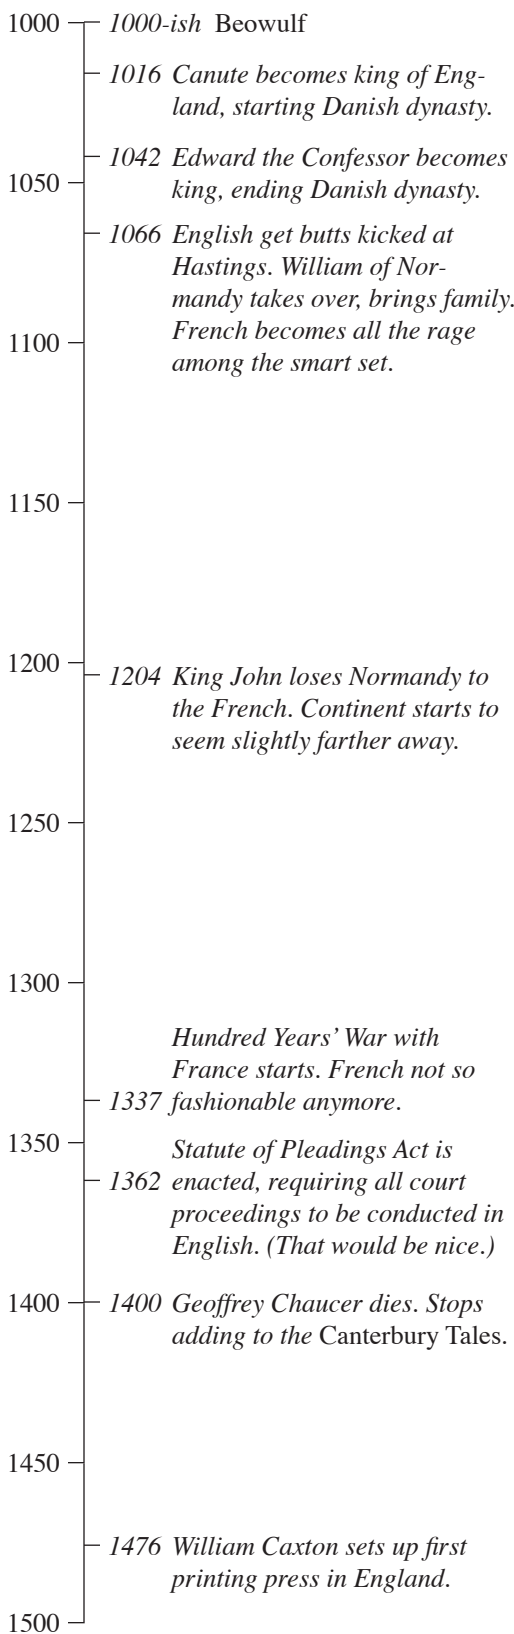 1000
1000-ish Beowulf
1016 Canute becomes king of Eng-
land, starting Danish dynasty.
1042 Edward the Confessor becomes
1050
king, ending Danish dynasty.
1066 English get butts kicked at
Hastings. William of Nor-
mandy takes over, brings family.
French becomes all the rage
1100
among the smart set.
1150
1200
1204 King John loses Normandy to
the French. Continent starts to
seem slightly farther away.
1250
1300
Hundred Years' War with
France starts. French not so
1337 fashionable anymore.
1350
Statute of Pleadings Act is
1362 enacted, requiring all court
proceedings to be conducted in
English. (That would be nice.)
1400
1400 Geoffrey Chaucer dies. Stops
adding to the Canterbury Tales.
1450
1476 William Caxton sets up first
printing press in England.
1500